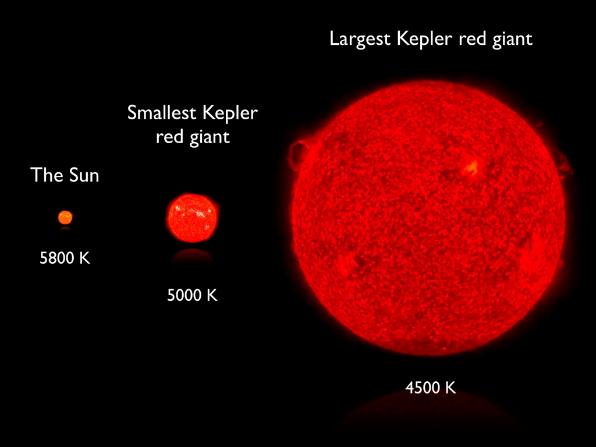 Largest Kepler red giant
Smallest Kepler
red giant
The Sun
5800 K
5000 K
4500 K